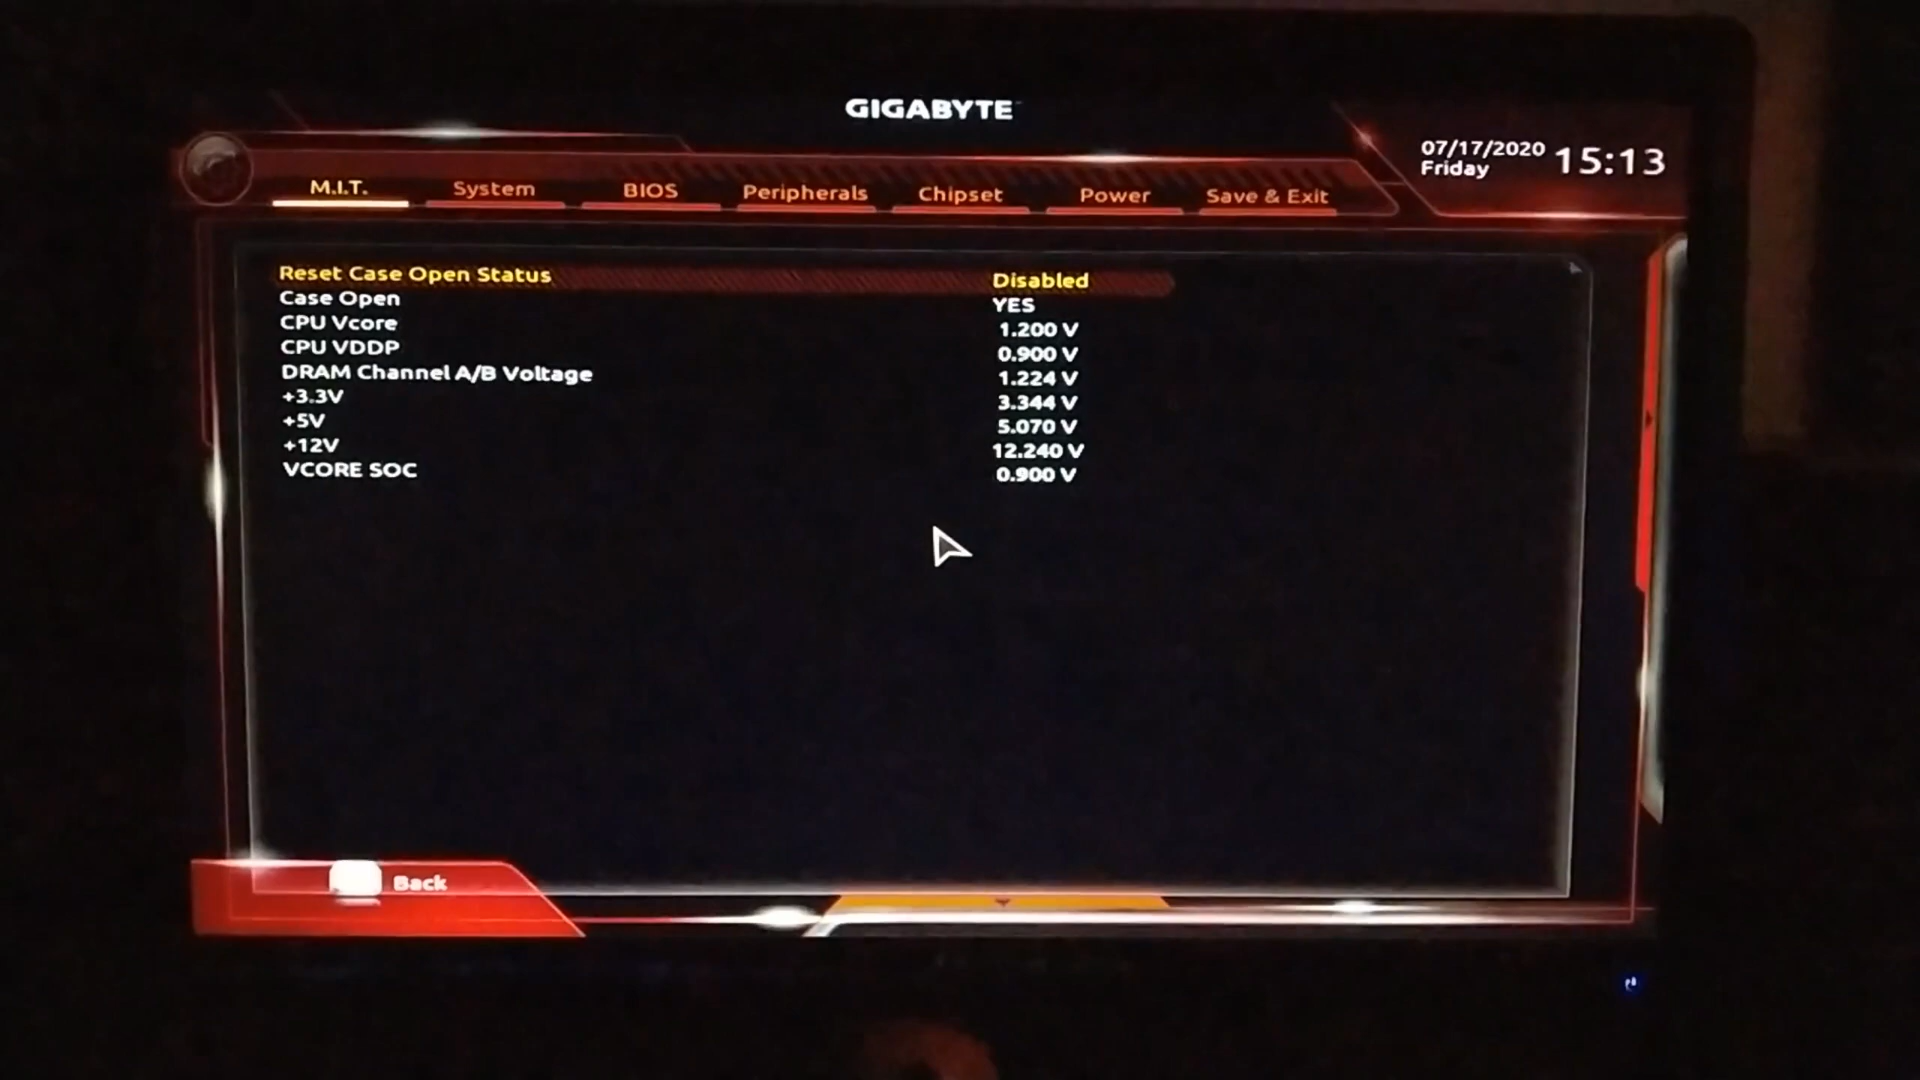 GIGABYTE
07/17/2020
Friday
15:13
M.I.T. System BIOS Peripherals Chipset Power Save & Exit
Reset Case Open Status Disabled
Case Open YES
CPU Vcore 1.200 V
CPU VDDP 0.900 V
DRAM Channel A/B Voltage 1.224 V
+3.3V 3.344 V
+5V 5.070 V
+12V 12.240 V
VCORE SOC 0.900 V
Back